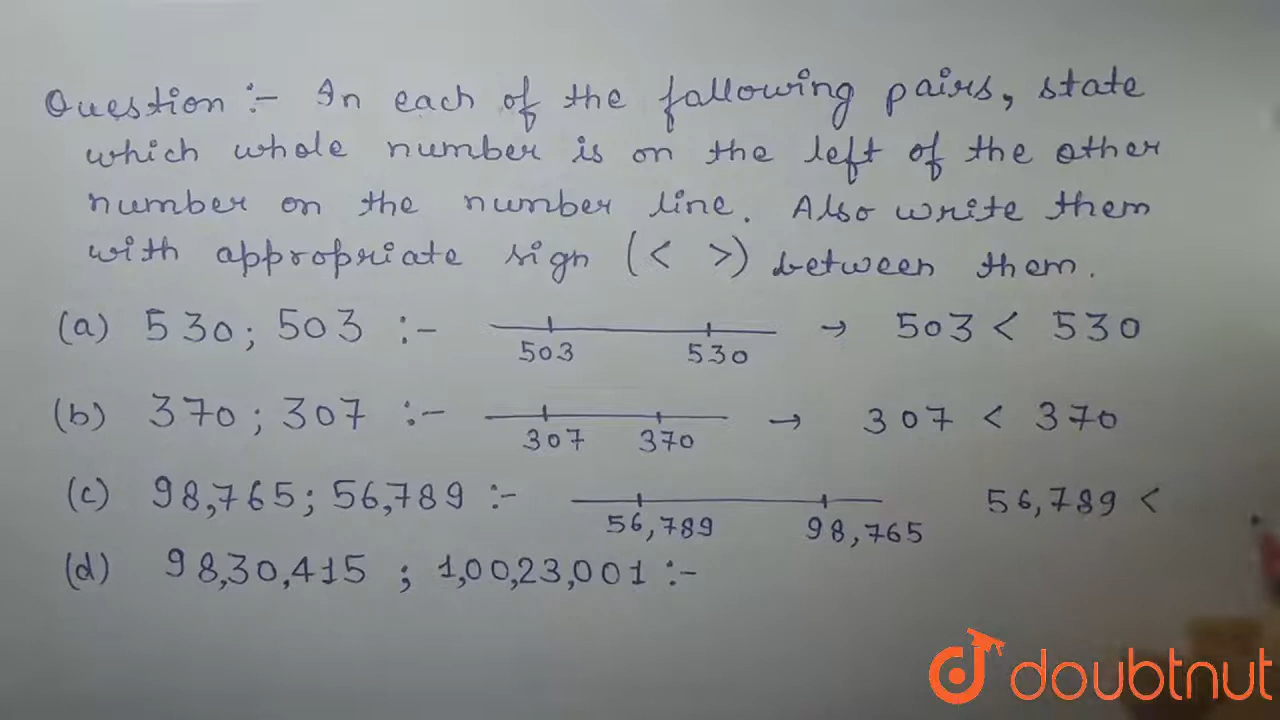 Question :- In each of the following pairs, state
which whole number is on the left of the other
number on the number line. Also write them
with appropriate sign (< >) between them.
(a) 530 ; 503 :- 503 530 → 503 < 530
(b) 370 ; 307 :- 307 370 → 307 < 370
(c) 98,765 ; 56,789 :- 56,789 98,765 56,789 <
(d) 98,30,415 ; 1,00,23,001 :-
doubtnut